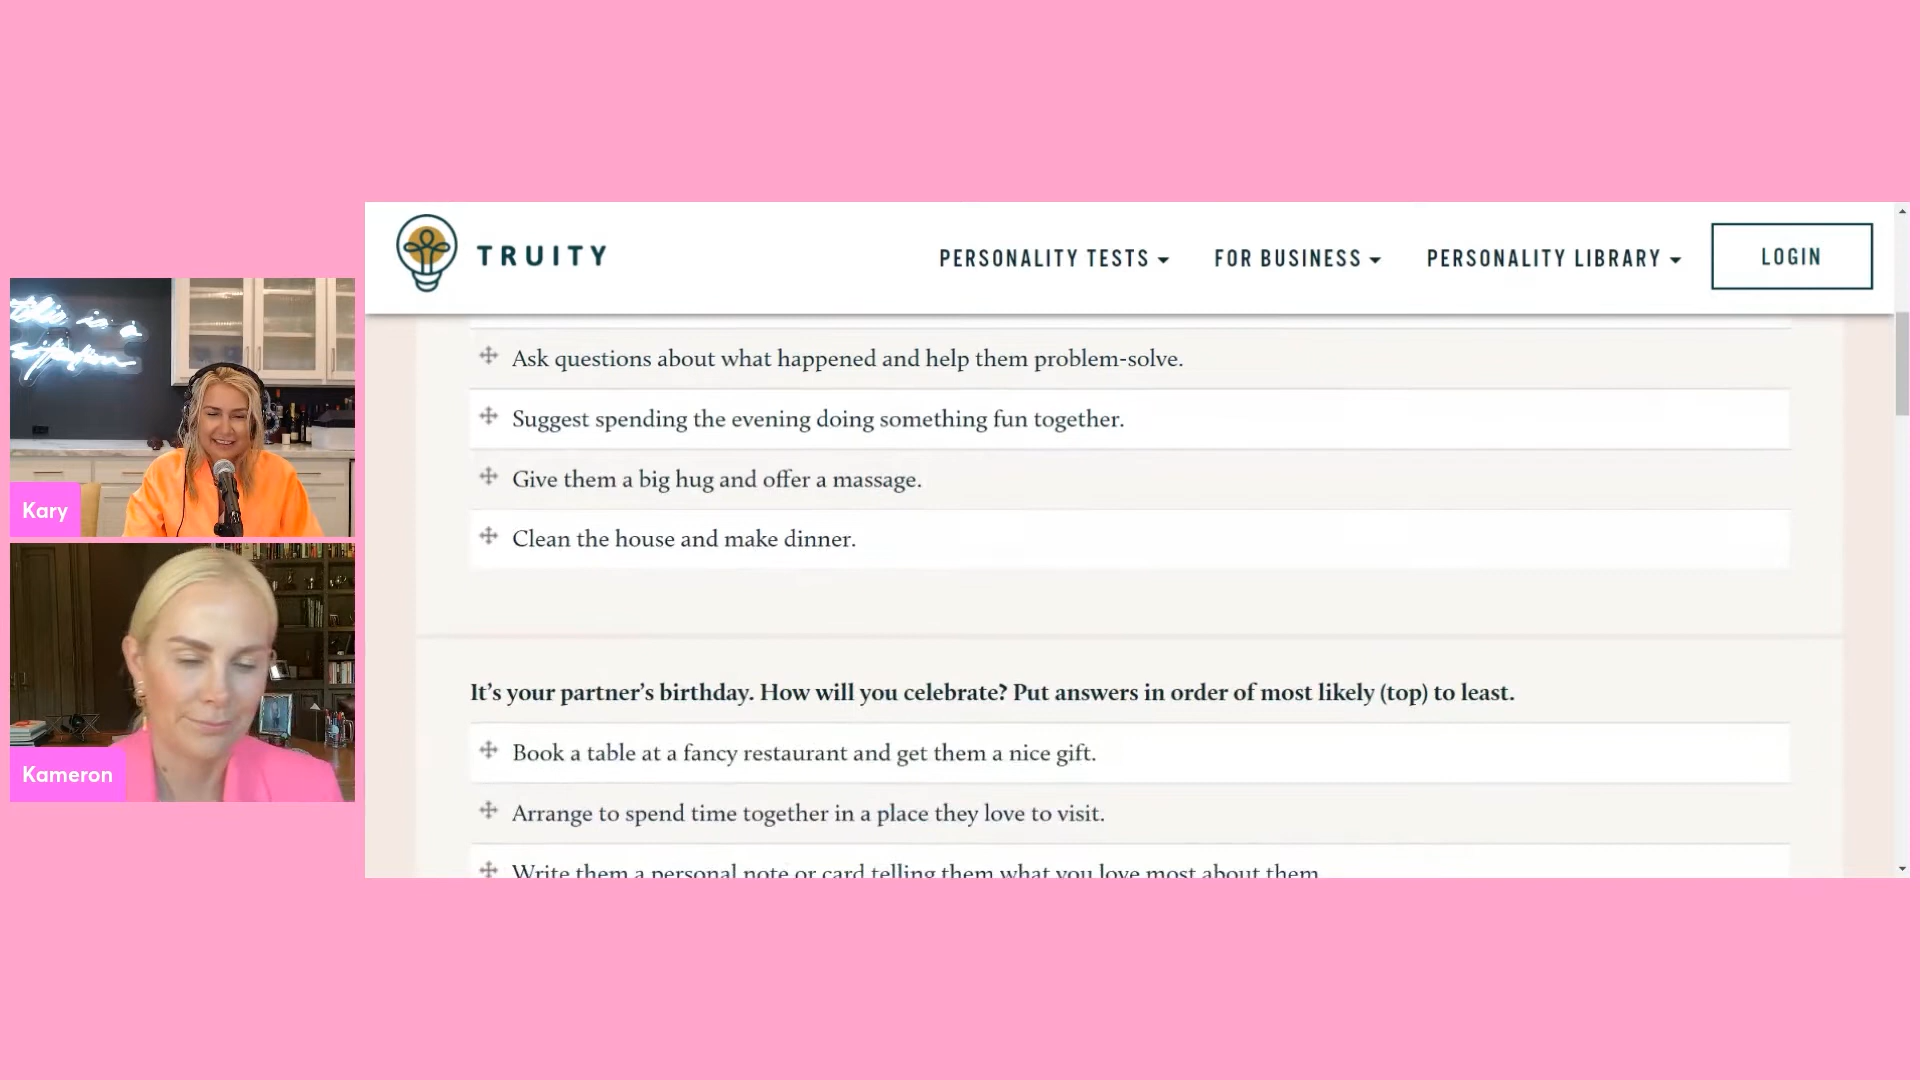 TRUITY
PERSONALITY TESTS
FOR BUSINESS
PERSONALITY LIBRARY
LOGIN
Ask questions about what happened and help them problem-solve.
Suggest spending the evening doing something fun together.
Give them a big hug and offer a massage.
Clean the house and make dinner.
It's your partner's birthday. How will you celebrate? Put answers in order of most likely (top) to least.
Book a table at a fancy restaurant and get them a nice gift.
Arrange to spend time together in a place they love to visit.
Write them a personal note or card telling them what you love most about them
is a
Kary
Kameron